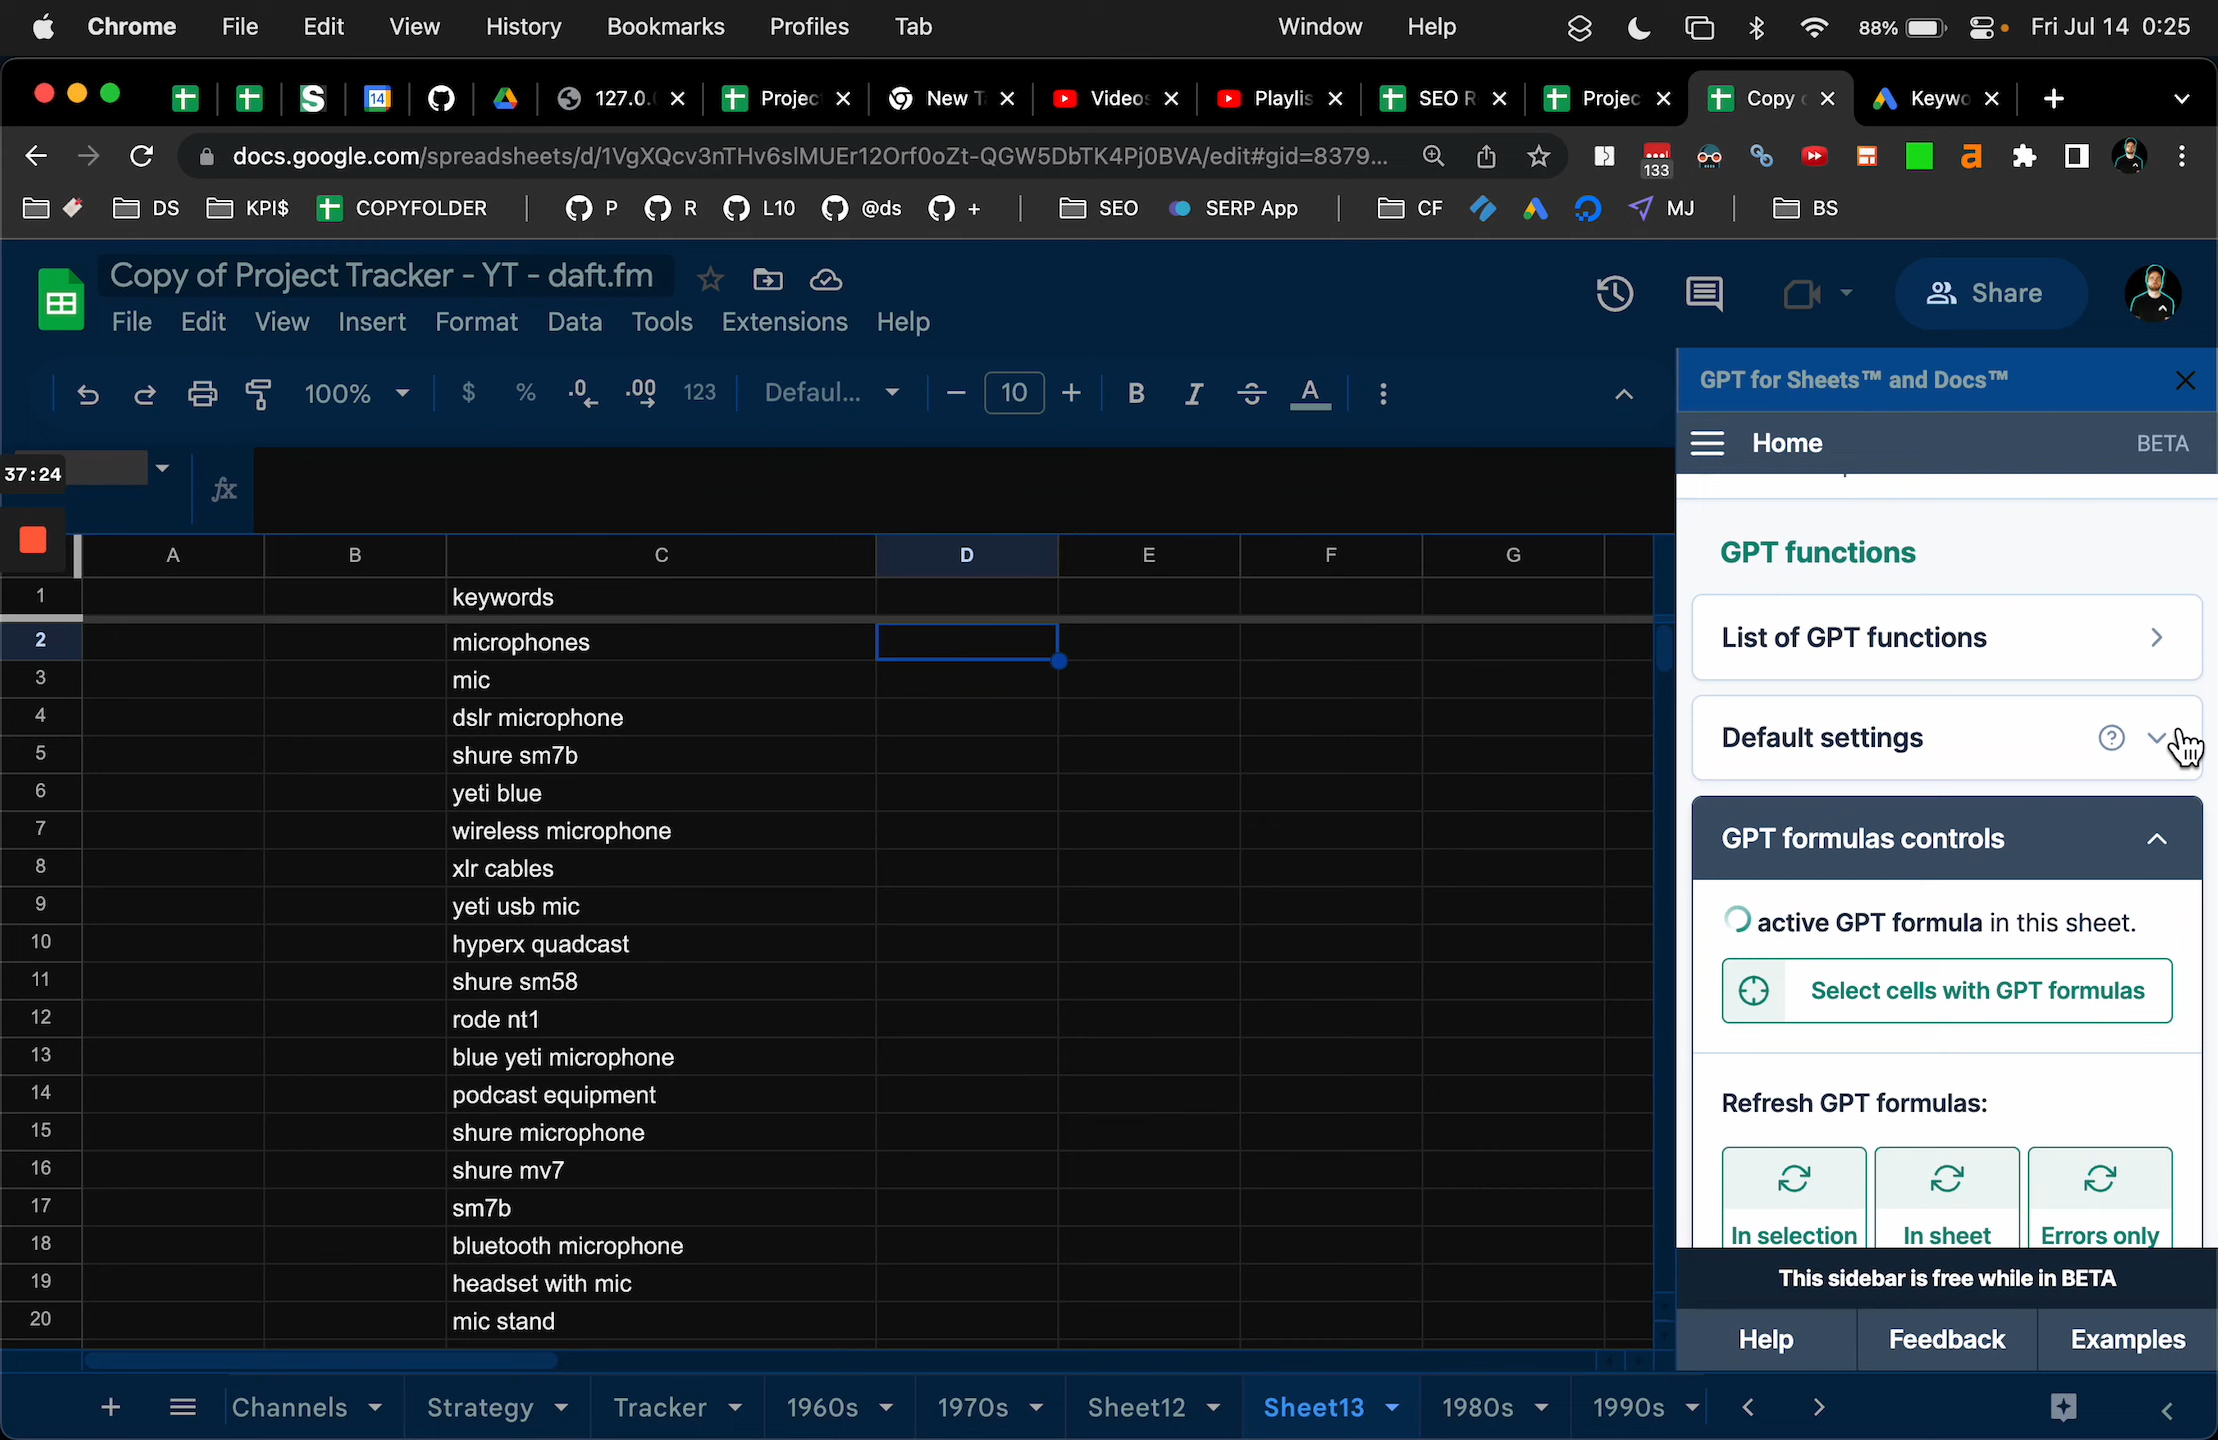 Chrome File Edit View History Bookmarks Profiles Tab Window Help 88% Fri Jul 14 0:25
14 127.0. Projec New T Videos Playlis SEO R Projec Copy Keywo
docs.google.com/spreadsheets/d/1VgXQcv3nTHv6slMUEr12Orf0oZt-QGW5DbTK4Pj0BVA/edit#gid=8379... 133
DS KPI$ COPYFOLDER P R L10 @ds + SEO SERP App CF MJ BS
Copy of Project Tracker - YT - daft.fm
Share
File Edit View Insert Format Data Tools Extensions Help
100% $ % .0 .00 123 Defaul... 10 B I S A
GPT for Sheets™ and Docs™
Home BETA
37:24
fx
A B C D E F G
1 keywords
2 microphones
3 mic
4 dslr microphone
5 shure sm7b
6 yeti blue
7 wireless microphone
8 xlr cables
9 yeti usb mic
10 hyperx quadcast
11 shure sm58
12 rode nt1
13 blue yeti microphone
14 podcast equipment
15 shure microphone
16 shure mv7
17 sm7b
18 bluetooth microphone
19 headset with mic
20 mic stand
GPT functions
List of GPT functions
Default settings
GPT formulas controls
active GPT formula in this sheet.
Select cells with GPT formulas
Refresh GPT formulas:
In selection In sheet Errors only
This sidebar is free while in BETA
Help Feedback Examples
Channels Strategy Tracker 1960s 1970s Sheet12 Sheet13 1980s 1990s